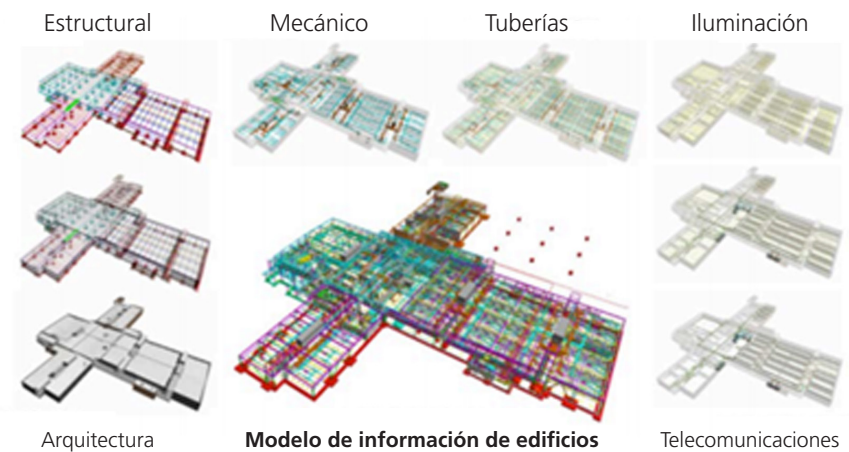 Estructural
Mecánico
Tuberías
Iluminación
Arquitectura
Modelo de información de edificios
Telecomunicaciones